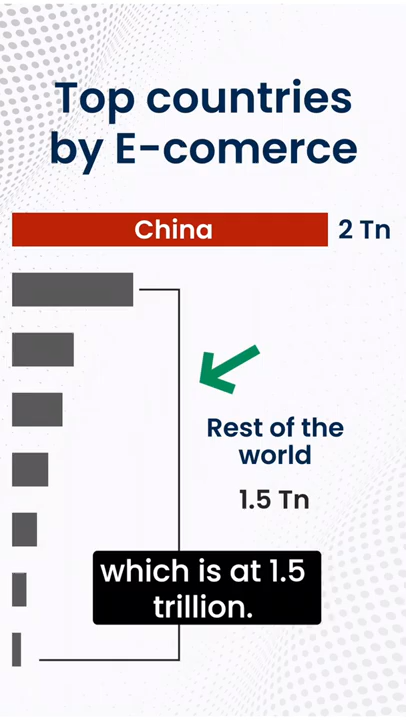 Top countries
by E-comerce
China
2 Tn
Rest of the
world
1.5 Tn
which is at 1.5
trillion.